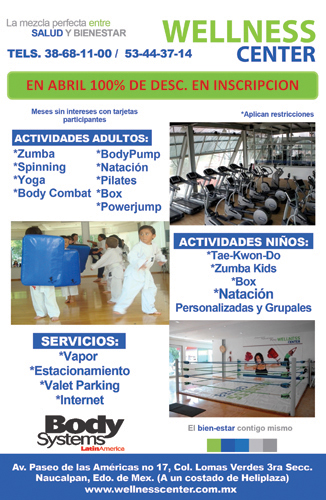 La mezcla perfecta entre
SALUD Y BIENESTAR
WELLNESS
CENTER
TELS. 38-68-11-00 / 53-44-37-14
EN ABRIL 100% DE DESC. EN INSCRIPCION
Meses sin intereses con tarjetas
participantes
*Aplican restricciones
ACTIVIDADES ADULTOS:
*Zumba
*Spinning
*Yoga
*Body Combat
*BodyPump
*Natación
*Pilates
*Box
*Powerjump
ACTIVIDADES NIÑOS:
*Tae-Kwon-Do
*Zumba Kids
*Box
*Natación
Personalizadas y Grupales
SERVICIOS:
*Vapor
*Estacionamiento
*Valet Parking
*Internet
Body
Systems
LatinAmerica
WELLNESS
CENTER
El bien-estar contigo mismo
Av. Paseo de las Américas no 17, Col. Lomas Verdes 3ra Secc.
Naucalpan, Edo. de Mex. (A un costado de Heliplaza)
www.wellnesscenter.com.mx